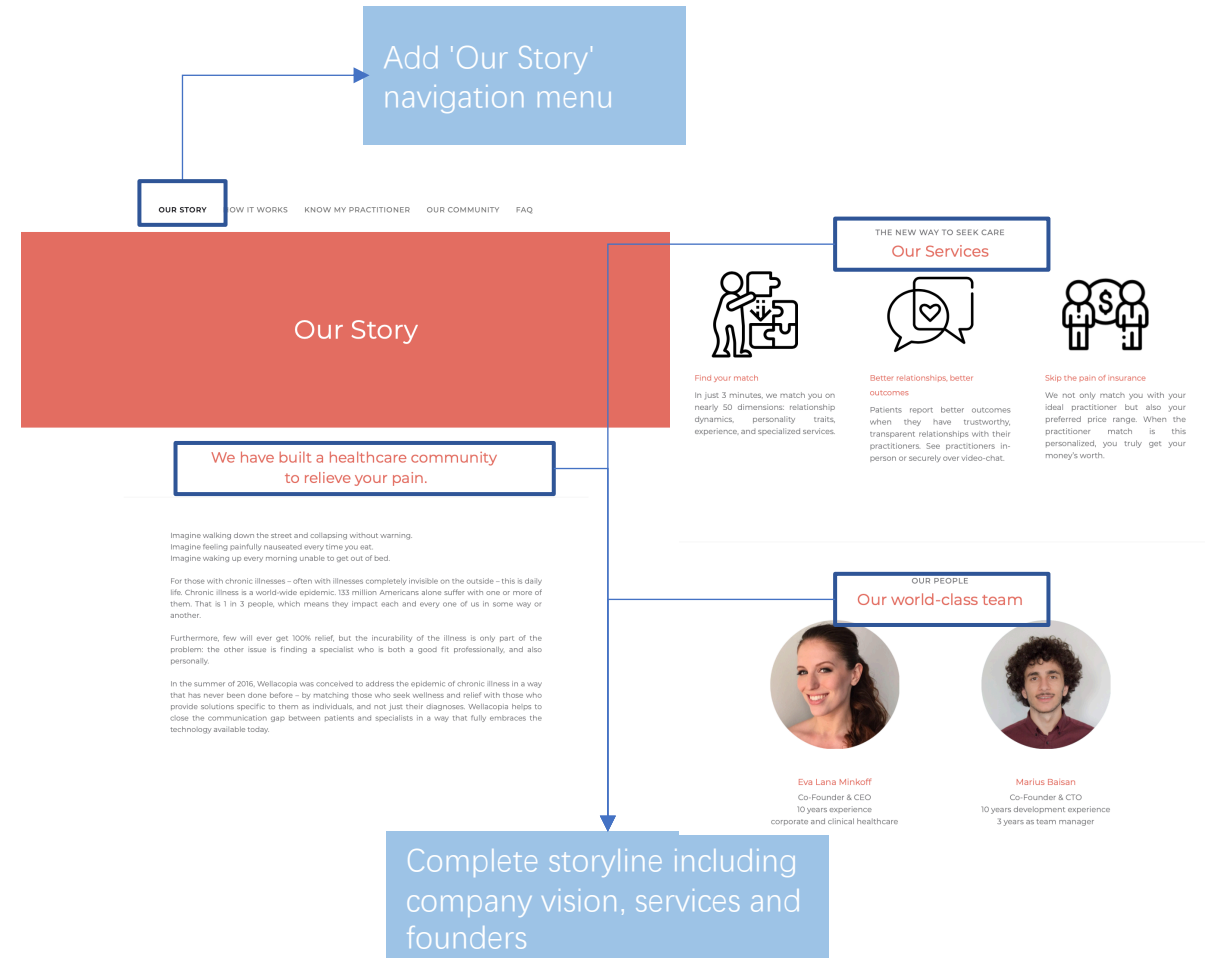 Add 'Our Story'
navigation menu
OUR STORY HOW IT WORKS KNOW MY PRACTITIONER OUR COMMUNITY FAQ
Our Story
We have built a healthcare community
to relieve your pain.
Imagine walking down the street and collapsing without warning.
Imagine feeling painfully nauseated every time you eat.
Imagine waking up every morning unable to get out of bed.
For those with chronic illnesses – often with illnesses completely invisible on the outside – this is daily
life. Chronic illness is a world-wide epidemic. 133 million Americans alone suffer with one or more of
them. That is 1 in 3 people, which means they impact each and every one of us in some way or
another.
Furthermore, few will ever get 100% relief, but the incurability of the illness is only part of the
problem: the other issue is finding a specialist who is both a good fit professionally, and also
personally.
In the summer of 2016, Wellacopia was conceived to address the epidemic of chronic illness in a way
that has never been done before – by matching those who seek wellness and relief with those who
provide solutions specific to them as individuals, and not just their diagnoses. Wellacopia helps to
close the communication gap between patients and specialists in a way that fully embraces the
technology available today.
THE NEW WAY TO SEEK CARE
Our Services
$
Find your match
In just 3 minutes, we match you on
nearly 50 dimensions: relationship
dynamics, personality traits,
experience, and specialized services.
Better relationships, better
outcomes
Patients report better outcomes
when they have trustworthy,
transparent relationships with their
practitioners. See practitioners in-
person or securely over video-chat.
Skip the pain of insurance
We not only match you with your
ideal practitioner but also your
preferred price range. When the
practitioner match is this
personalized, you truly get your
money's worth.
OUR PEOPLE
Our world-class team
Eva Lana Minkoff
Co-Founder & CEO
10 years experience
corporate and clinical healthcare
Marius Baisan
Co-Founder & CTO
10 years development experience
3 years as team manager
Complete storyline including
company vision, services and
founders